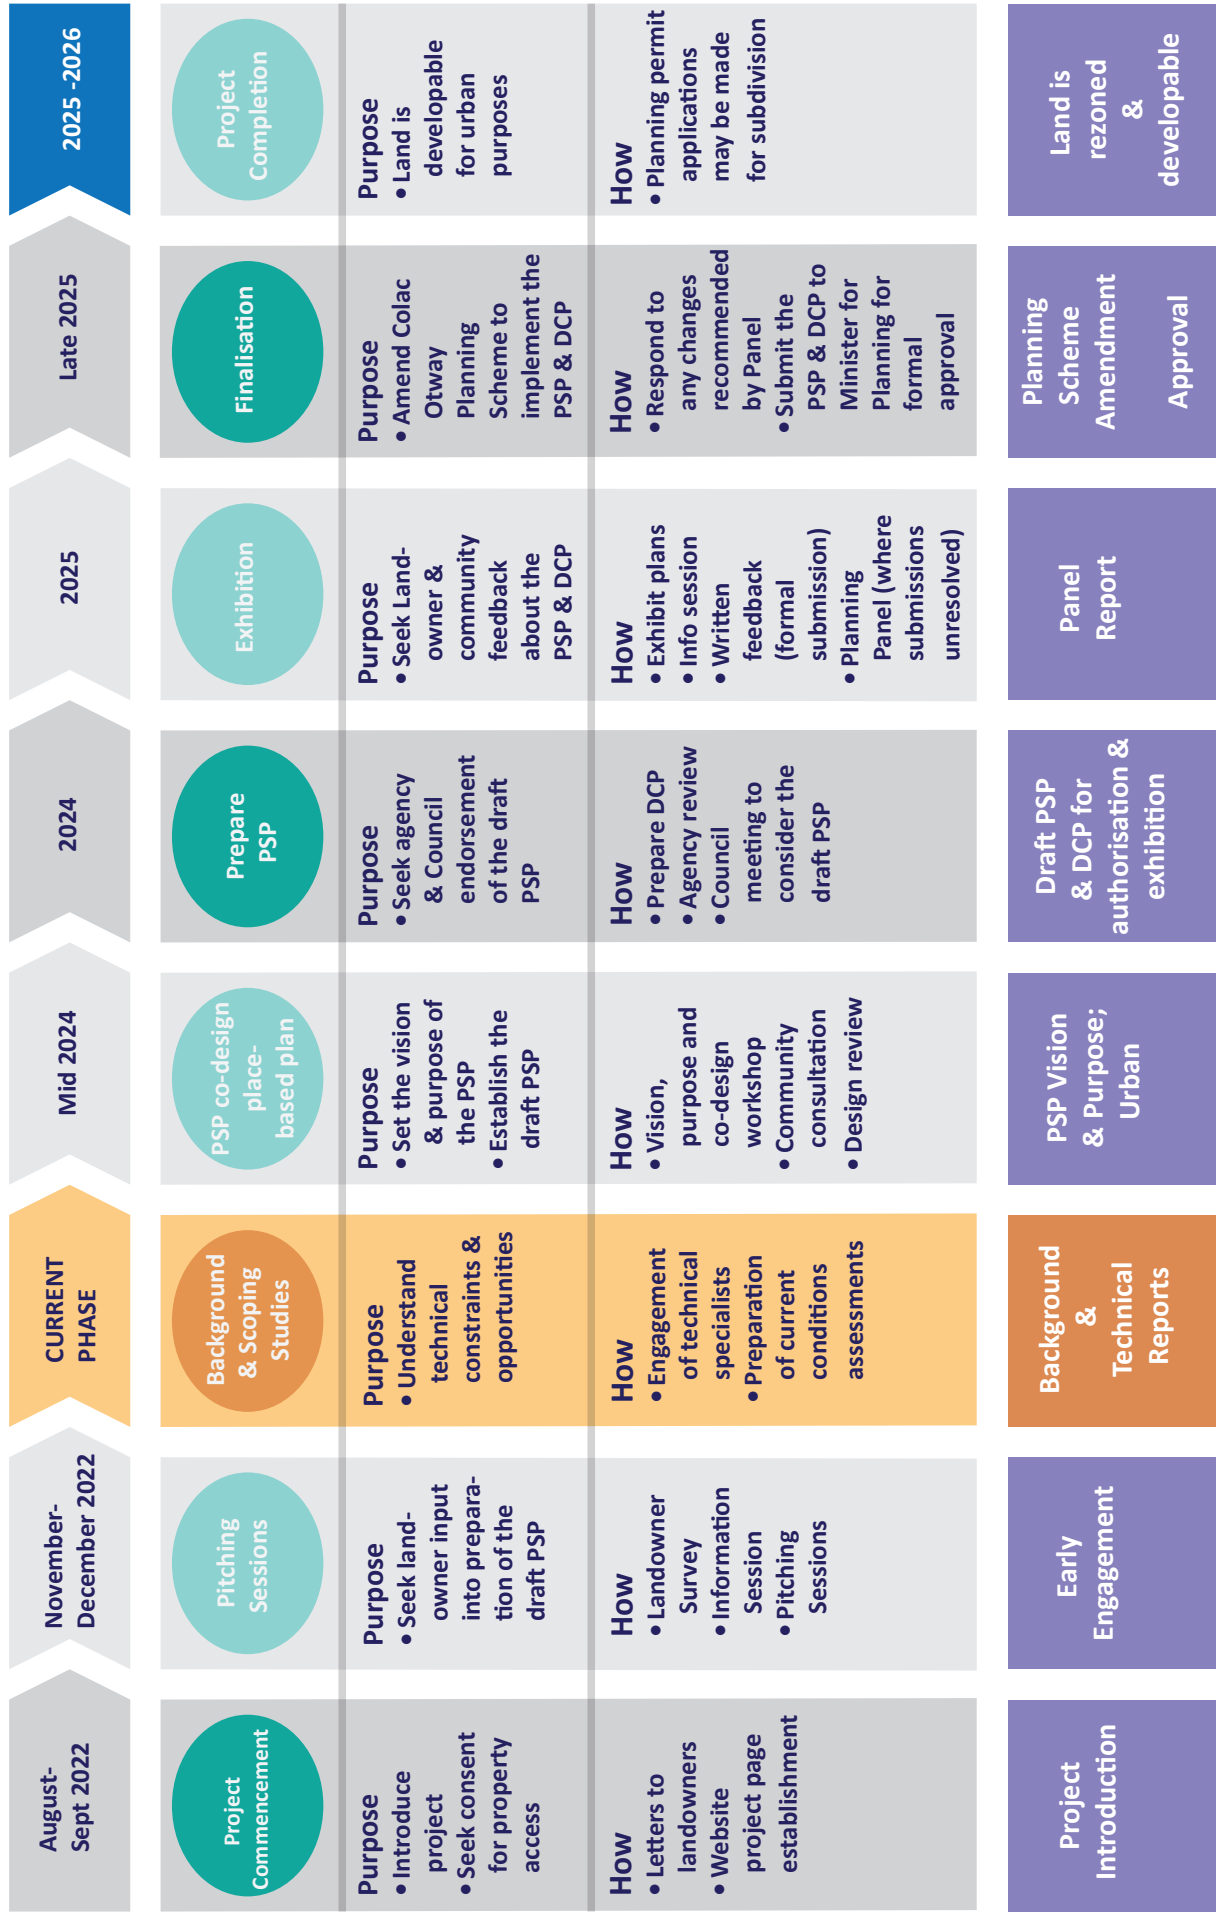 August-
Sept 2022
Project
Commencement
Purpose
• Introduce
project
• Seek consent
for property
access
How
• Letters to
landowners
• Website
project page
establishment
Project
Introduction
November-
December 2022
Pitching
Sessions
Purpose
• Seek land-
owner input
into prepara-
tion of the
draft PSP
How
• Landowner
Survey
• Information
Session
• Pitching
Sessions
Early
Engagement
CURRENT
PHASE
Background
& Scoping
Studies
Purpose
• Understand
technical
constraints &
opportunities
How
• Engagement
of technical
specialists
• Preparation
of current
conditions
assessments
Background
&
Technical
Reports
Mid 2024
PSP co-design
place-
based plan
Purpose
• Set the vision
& purpose of
the PSP
• Establish the
draft PSP
How
• Vision,
purpose and
co-design
workshop
• Community
consultation
• Design review
PSP Vision
& Purpose;
Urban
2024
Prepare
PSP
Purpose
• Seek agency
& Council
endorsement
of the draft
PSP
How
• Prepare DCP
• Agency review
• Council
meeting to
consider the
draft PSP
Draft PSP
& DCP for
authorisation &
exhibition
2025
Exhibition
Purpose
• Seek Land-
owner &
community
feedback
about the
PSP & DCP
How
• Exhibit plans
• Info session
• Written
feedback
(formal
submission)
• Planning
Panel (where
submissions
unresolved)
Panel
Report
Late 2025
Finalisation
Purpose
• Amend Colac
Otway
Planning
Scheme to
implement the
PSP & DCP
How
• Respond to
any changes
recommended
by Panel
• Submit the
PSP & DCP to
Minister for
Planning for
formal
approval
Planning
Scheme
Amendment
Approval
2025 -2026
Project
Completion
Purpose
• Land is
developable
for urban
purposes
How
• Planning permit
applications
may be made
for subdivision
Land is
rezoned
&
developable